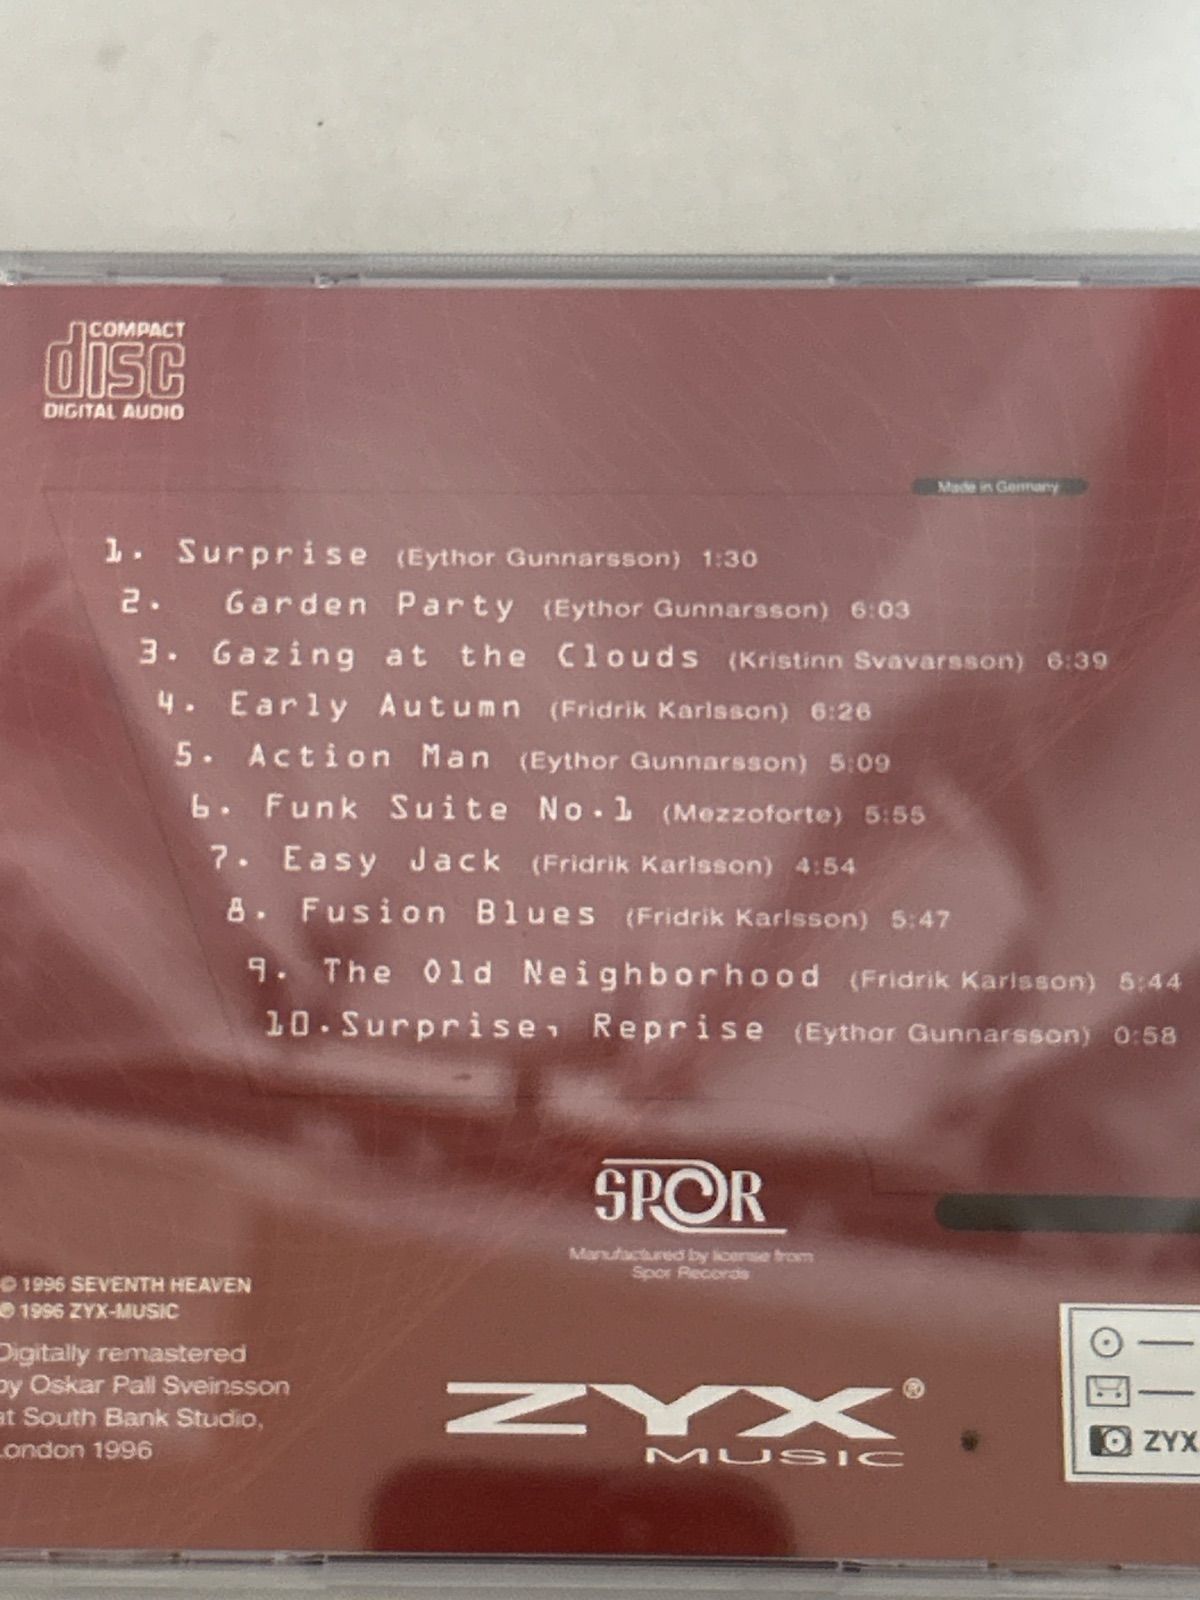 COMPACT
disc
DIGITAL AUDIO
Made in Germany
1. Surprise (Eythor Gunnarsson) 1:30
2. Garden Party (Eythor Gunnarsson) 6:03
3. Gazing at the Clouds (Kristinn Svavarsson) 6:39
4. Early Autumn (Fridrik Karlsson) 6:26
5. Action Man (Eythor Gunnarsson) 5:09
6. Funk Suite No.1 (Mezzoforte) 5:55
7. Easy Jack (Fridrik Karlsson) 4:54
8. Fusion Blues (Fridrik Karlsson) 5:47
9. The Old Neighborhood (Fridrik Karlsson) 5:44
10.Surprise, Reprise (Eythor Gunnarsson) 0:58
SPOR
Manufactured by license from
Spor Records
© 1996 SEVENTH HEAVEN
℗ 1996 ZYX-MUSIC
Digitally remastered
by Oskar Pall Sveinsson
at South Bank Studio,
London 1996
ZYX®
MUSIC
—
—
ZYX